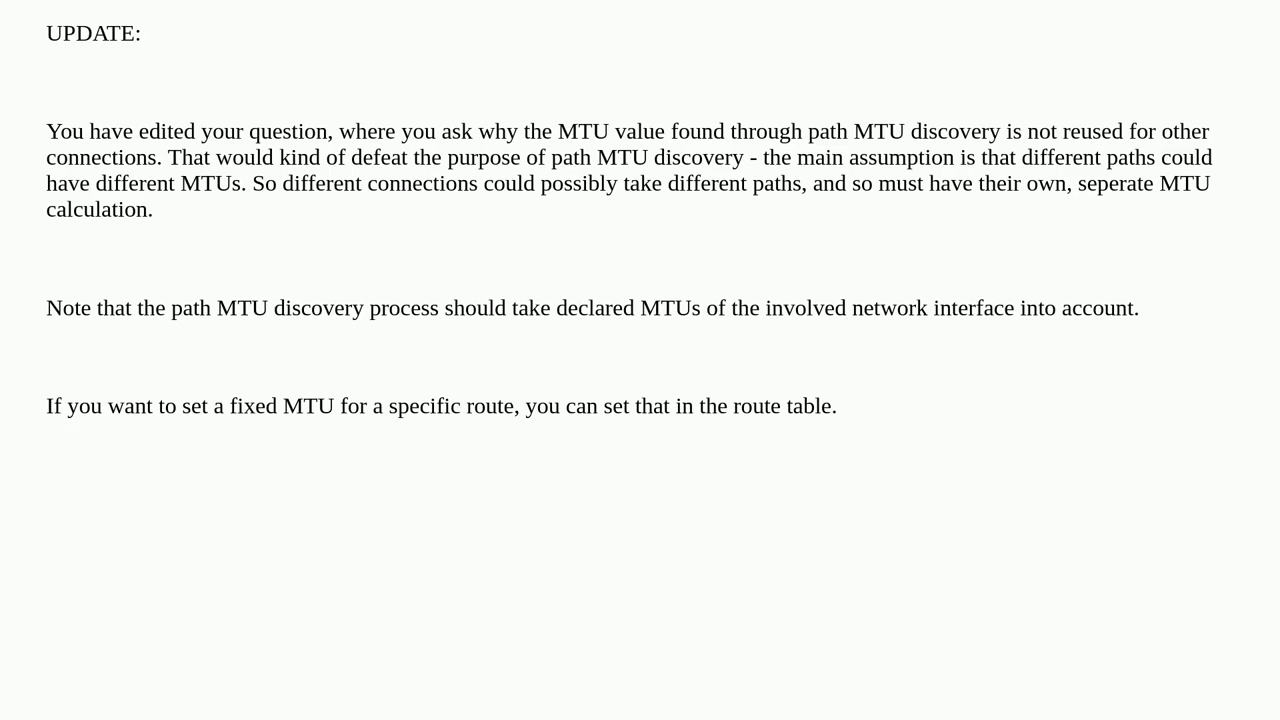 UPDATE:
You have edited your question, where you ask why the MTU value found through path MTU discovery is not reused for other
connections. That would kind of defeat the purpose of path MTU discovery - the main assumption is that different paths could
have different MTUs. So different connections could possibly take different paths, and so must have their own, seperate MTU
calculation.
Note that the path MTU discovery process should take declared MTUs of the involved network interface into account.
If you want to set a fixed MTU for a specific route, you can set that in the route table.